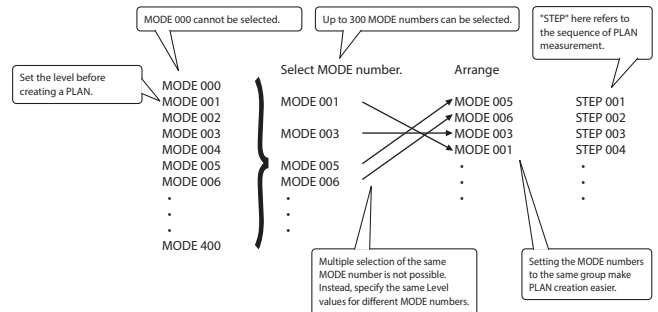 MODE 000 cannot be selected.
Up to 300 MODE numbers can be selected.
"STEP" here refers to
the sequence of PLAN
measurement.
Set the level before
creating a PLAN.
Select MODE number.
Arrange
MODE 000
MODE 001
MODE 002
MODE 003
MODE 004
MODE 005
MODE 006
.
.
.
MODE 400
MODE 001
MODE 003
MODE 005
MODE 006
.
.
.
MODE 005
MODE 006
MODE 003
MODE 001
.
.
.
STEP 001
STEP 002
STEP 003
STEP 004
.
.
.
Multiple selection of the same
MODE number is not possible.
Instead, specify the same Level
values for different MODE numbers.
Setting the MODE numbers
to the same group make
PLAN creation easier.